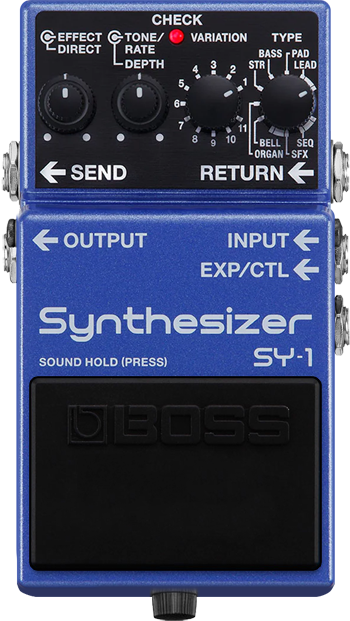 CHECK
EFFECT
DIRECT
TONE/
RATE
DEPTH
VARIATION
TYPE
1
2
3
4
5
6
7
8
9
10
11
BASS
PAD
STR
LEAD
BELL
SEQ
ORGAN
SFX
SEND
RETURN
OUTPUT
INPUT
EXP/CTL
Synthesizer
SOUND HOLD (PRESS)
SY-1
BOSS